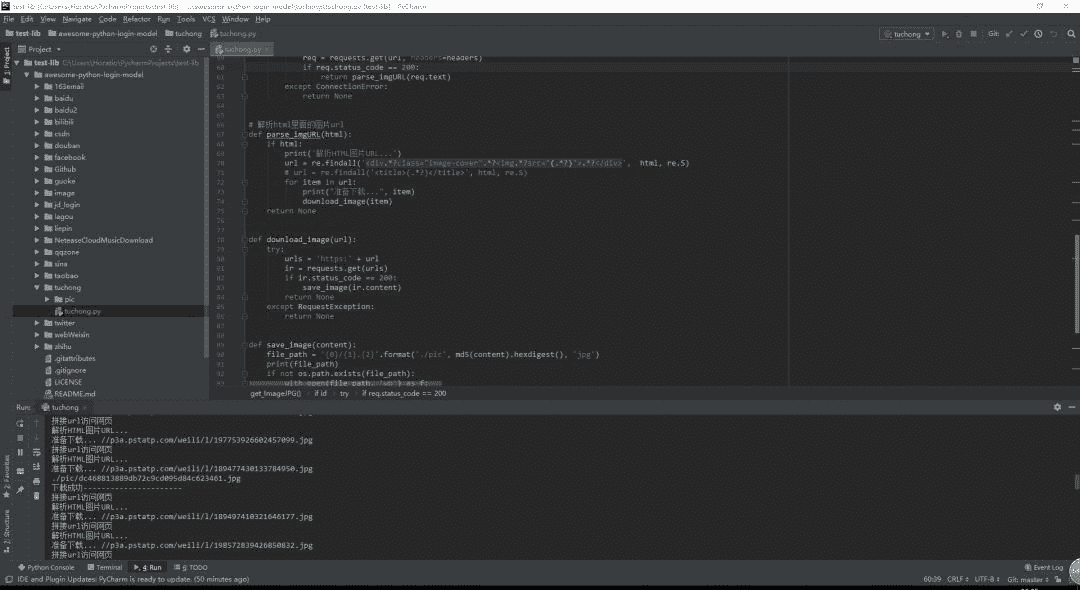 test-lib [C:\Users\Horatic\PycharmProjects\test-lib] - ...\awesome-python-login-model\tuchong\tuchong.py [test-lib] - PyCharm
File Edit View Navigate Code Refactor Run Tools VCS Window Help
test-lib awesome-python-login-model tuchong tuchong.py tuchong Git:
Project tuchong.py
test-lib C:\Users\Horatic\PycharmProjects\test-lib
awesome-python-login-model
163email
baidu
baidu2
bilibili
csdn
douban
facebook
Github
guoke
image
jd_login
lagou
liepin
NeteaseCloudMusicDownload
qqzone
sina
taobao
tuchong
pic
tuchong.py
twitter
webWeixin
zhihu
.gitattributes
.gitignore
LICENSE
README.md
1: Project
req = requests.get(url, headers=headers)
if req.status_code == 200:
return parse_imgURL(req.text)
except ConnectionError:
return None
# 解析html里面的图片url
def parse_imgURL(html):
if html:
print('解析HTML图片URL...')
url = re.findall('<div.*?class="image-cover".*?<img.*?src="(.*?)">.*?</div>', html, re.S)
# url = re.findall('<title>(.*?)</title>', html, re.S)
for item in url:
print("准备下载...", item)
download_image(item)
return None
def download_image(url):
try:
urls = 'https:' + url
ir = requests.get(urls)
if ir.status_code == 200:
save_image(ir.content)
return None
except RequestException:
return None
def save_image(content):
file_path = '{0}/{1}.{2}'.format('./pic', md5(content).hexdigest(), 'jpg')
print(file_path)
if not os.path.exists(file_path):
with open(file_path, 'wb') as f:
get_ImageJPG() if id try if req.status_code == 200
Run: tuchong
拼接url访问网页
解析HTML图片URL...
准备下载... //p3a.pstatp.com/weili/l/197753926602457099.jpg
拼接url访问网页
解析HTML图片URL...
准备下载... //p3a.pstatp.com/weili/l/189477430133784950.jpg
./pic/dc468813889db72c9cd095d84c623461.jpg
下载成功----------------------
拼接url访问网页
解析HTML图片URL...
准备下载... //p3a.pstatp.com/weili/l/189497410321646177.jpg
拼接url访问网页
解析HTML图片URL...
准备下载... //p3a.pstatp.com/weili/l/198572839426850832.jpg
拼接url访问网页
2: Favorites
Z: Structure
Python Console Terminal 4: Run 6: TODO Event Log
IDE and Plugin Updates: PyCharm is ready to update. (50 minutes ago) 60:39 CRLF UTF-8 Git: master